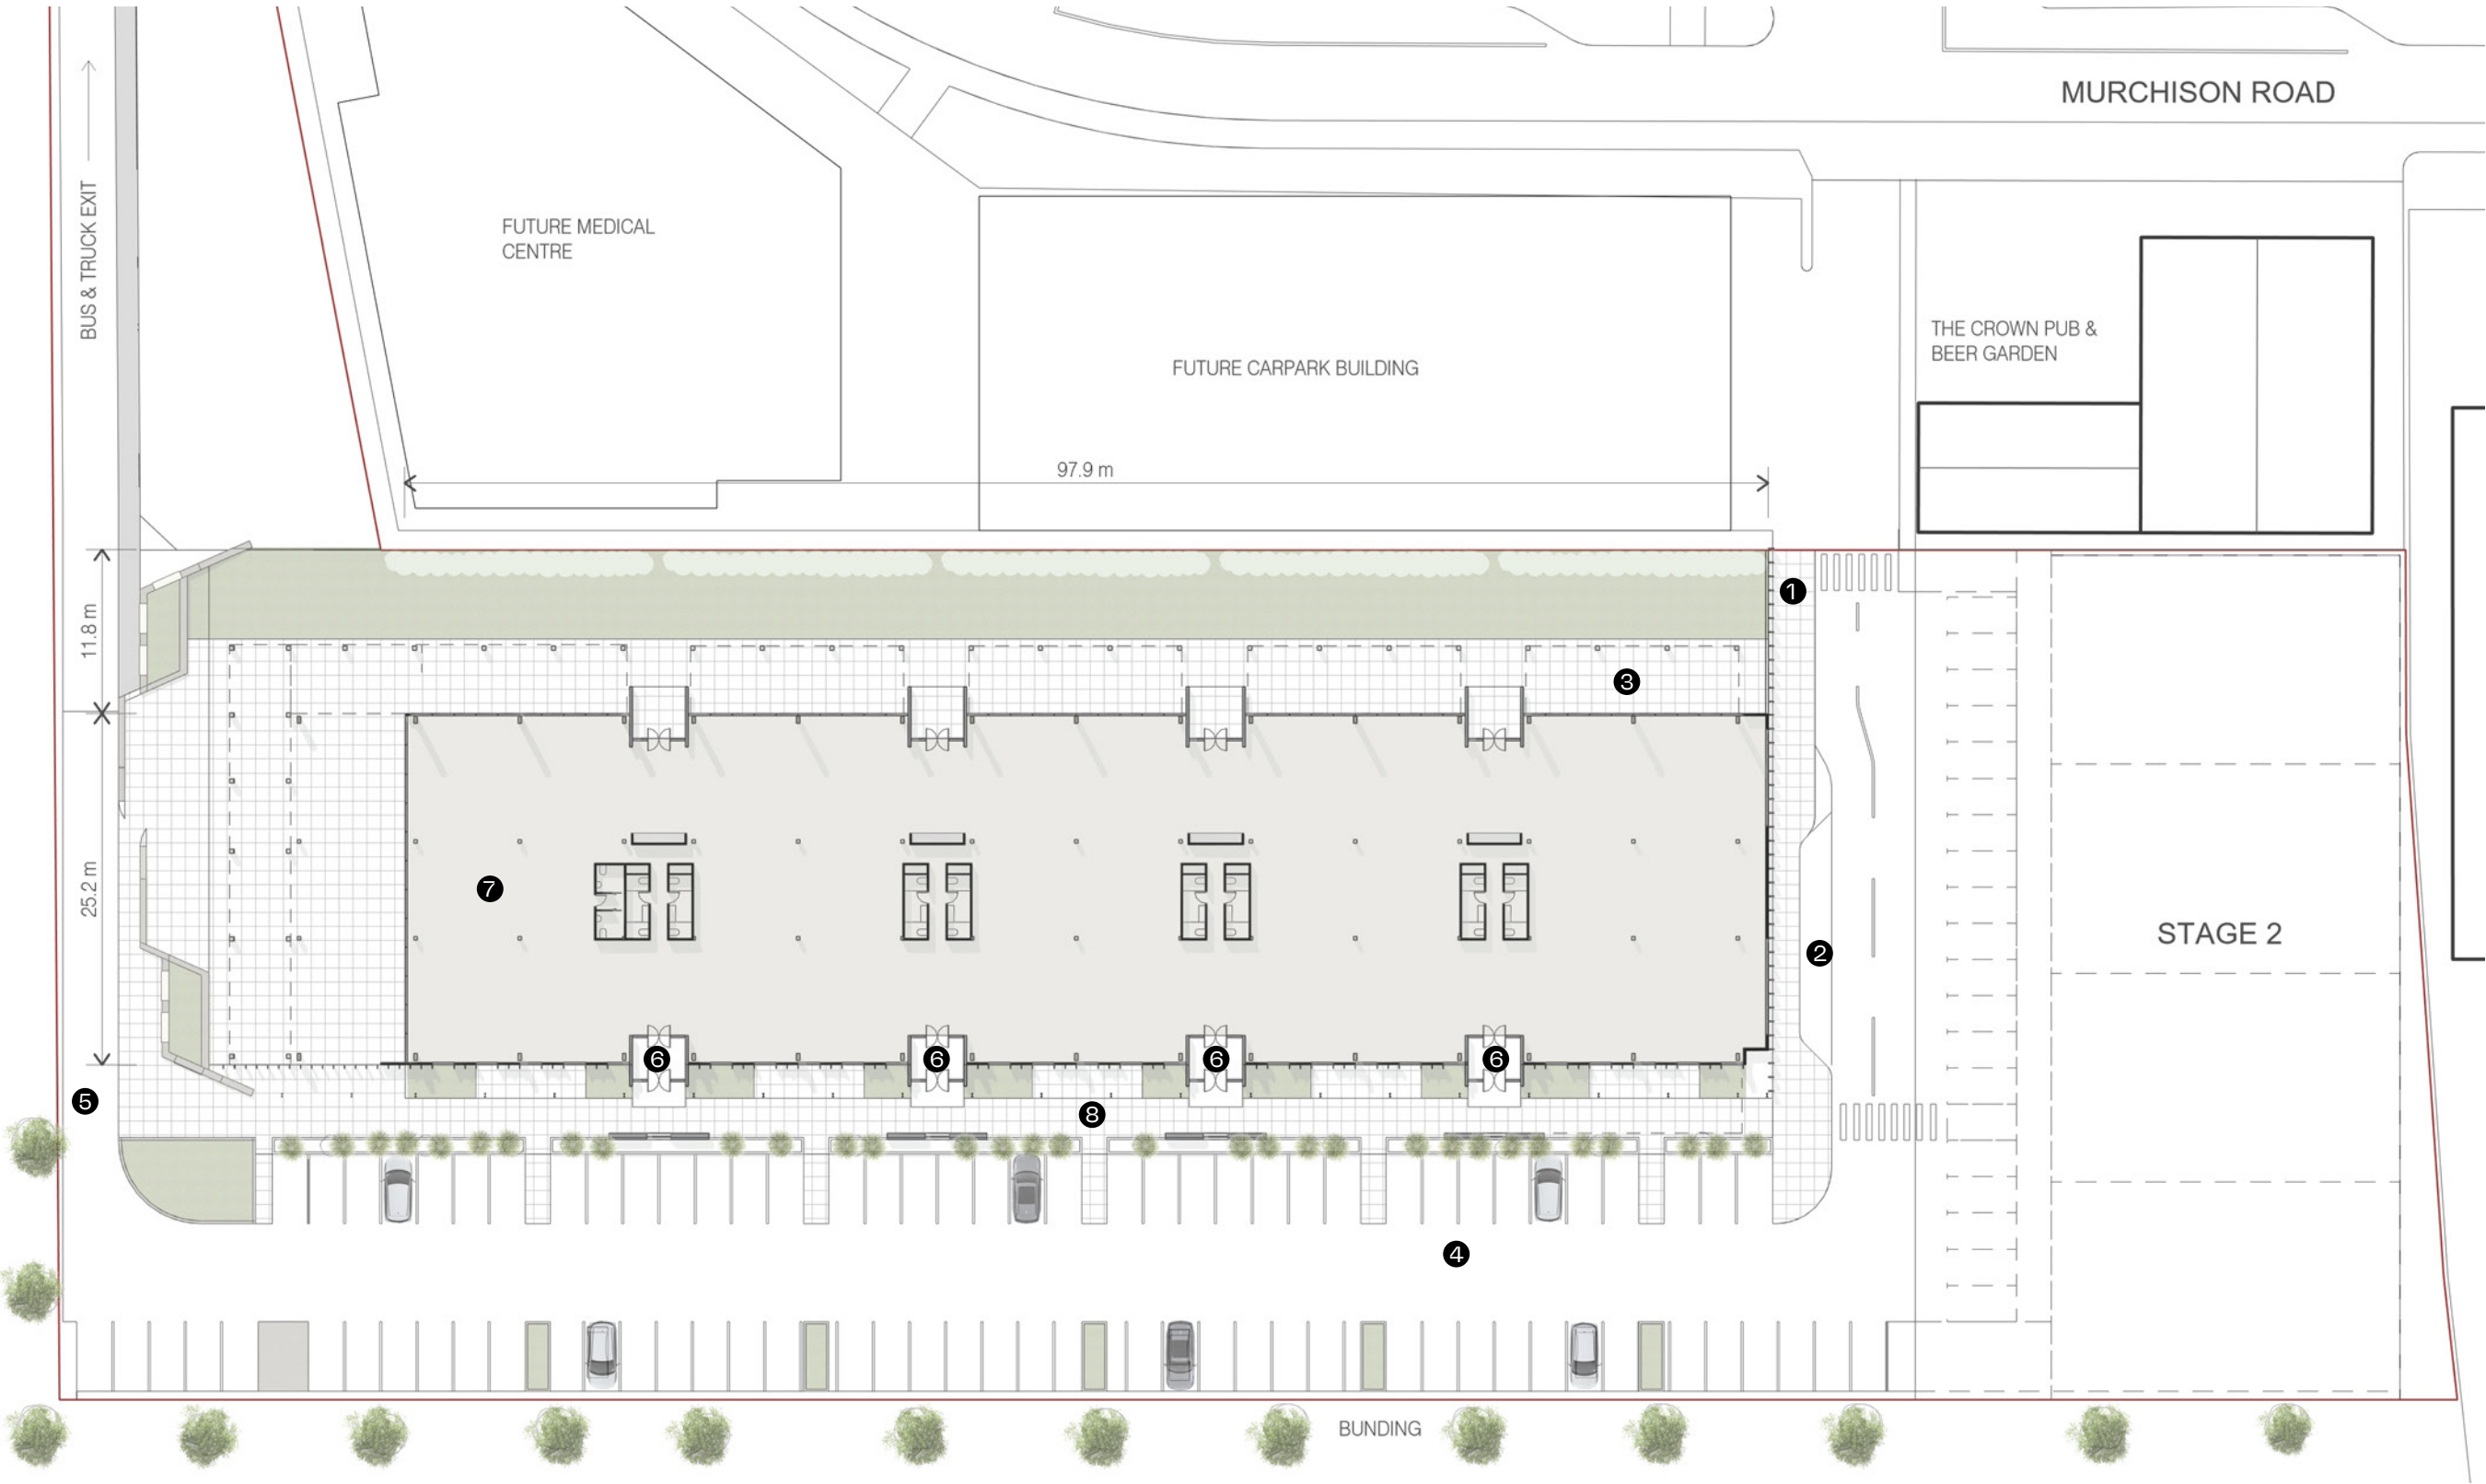 MURCHISON ROAD
BUS & TRUCK EXIT
FUTURE MEDICAL
CENTRE
THE CROWN PUB &
BEER GARDEN
FUTURE CARPARK BUILDING
97.9 m
1
11.8 m
3
7
25.2 m
STAGE 2
2
6
6
6
6
5
8
4
BUNDING